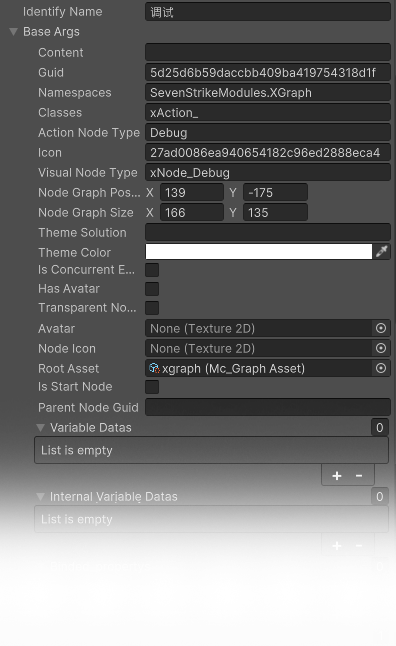 Identify Name 调试
Base Args
Content
Guid 5d25d6b59daccbb409ba419754318d1f
Namespaces SevenStrikeModules.XGraph
Classes xAction_
Action Node Type Debug
Icon 27ad0086ea940654182c96ed2888eca4
Visual Node Type xNode_Debug
Node Graph Pos... X 139 Y -175
Node Graph Size X 166 Y 135
Theme Solution
Theme Color
Is Concurrent E...
Has Avatar
Transparent No...
Avatar None (Texture 2D)
Node Icon None (Texture 2D)
Root Asset xgraph (Mc_Graph Asset)
Is Start Node
Parent Node Guid
Variable Datas 0
List is empty
+ -
Internal Variable Datas 0
List is empty
+ -